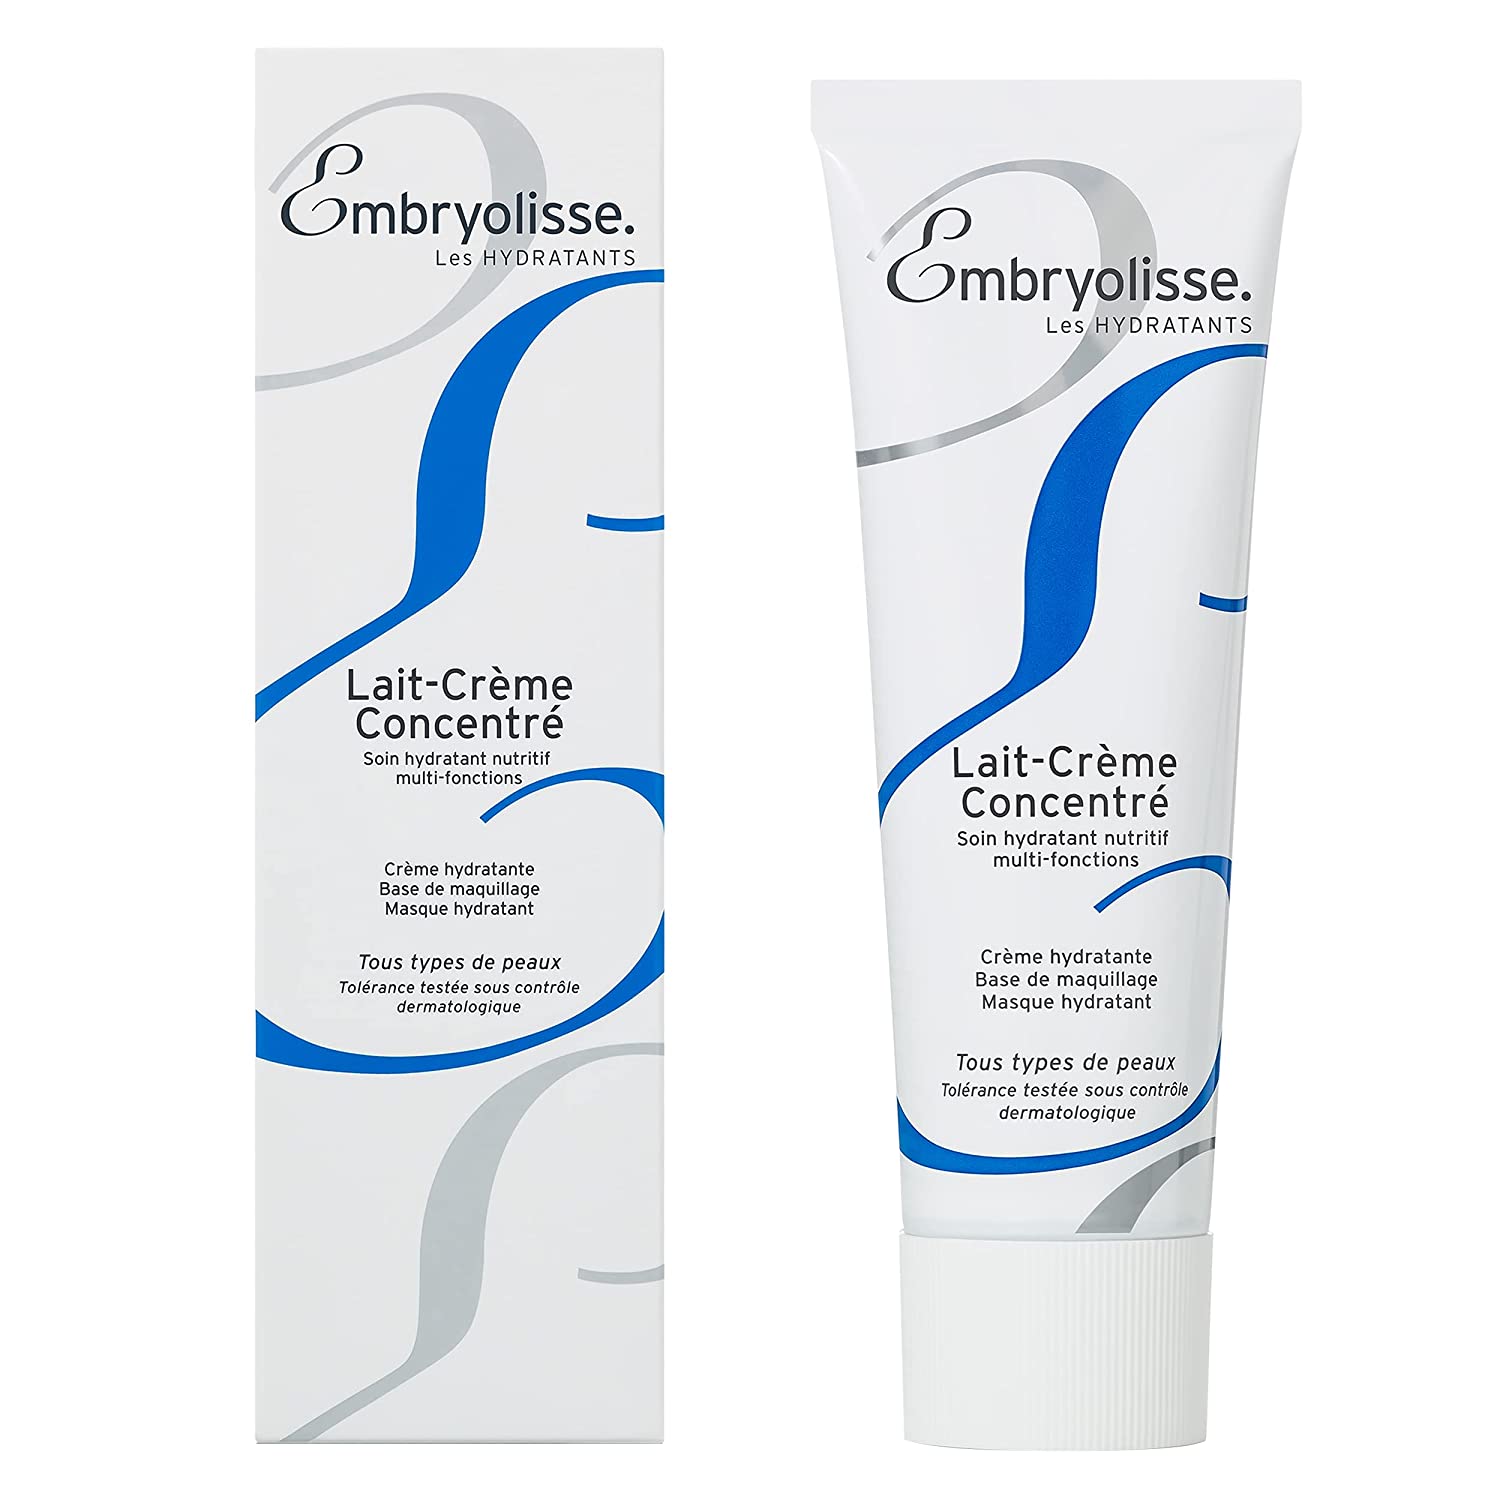 Embryolisse.
Les HYDRATANTS
Lait-Crème
Concentré
Soin hydratant nutritif
multi-fonctions
Crème hydratante
Base de maquillage
Masque hydratant
Tous types de peaux
Tolérance testée sous contrôle
dermatologique
Embryolisse.
Les HYDRATANTS
Lait-Crème
Concentré
Soin hydratant nutritif
multi-fonctions
Crème hydratante
Base de maquillage
Masque hydratant
Tous types de peaux
Tolérance testée sous contrôle
dermatologique